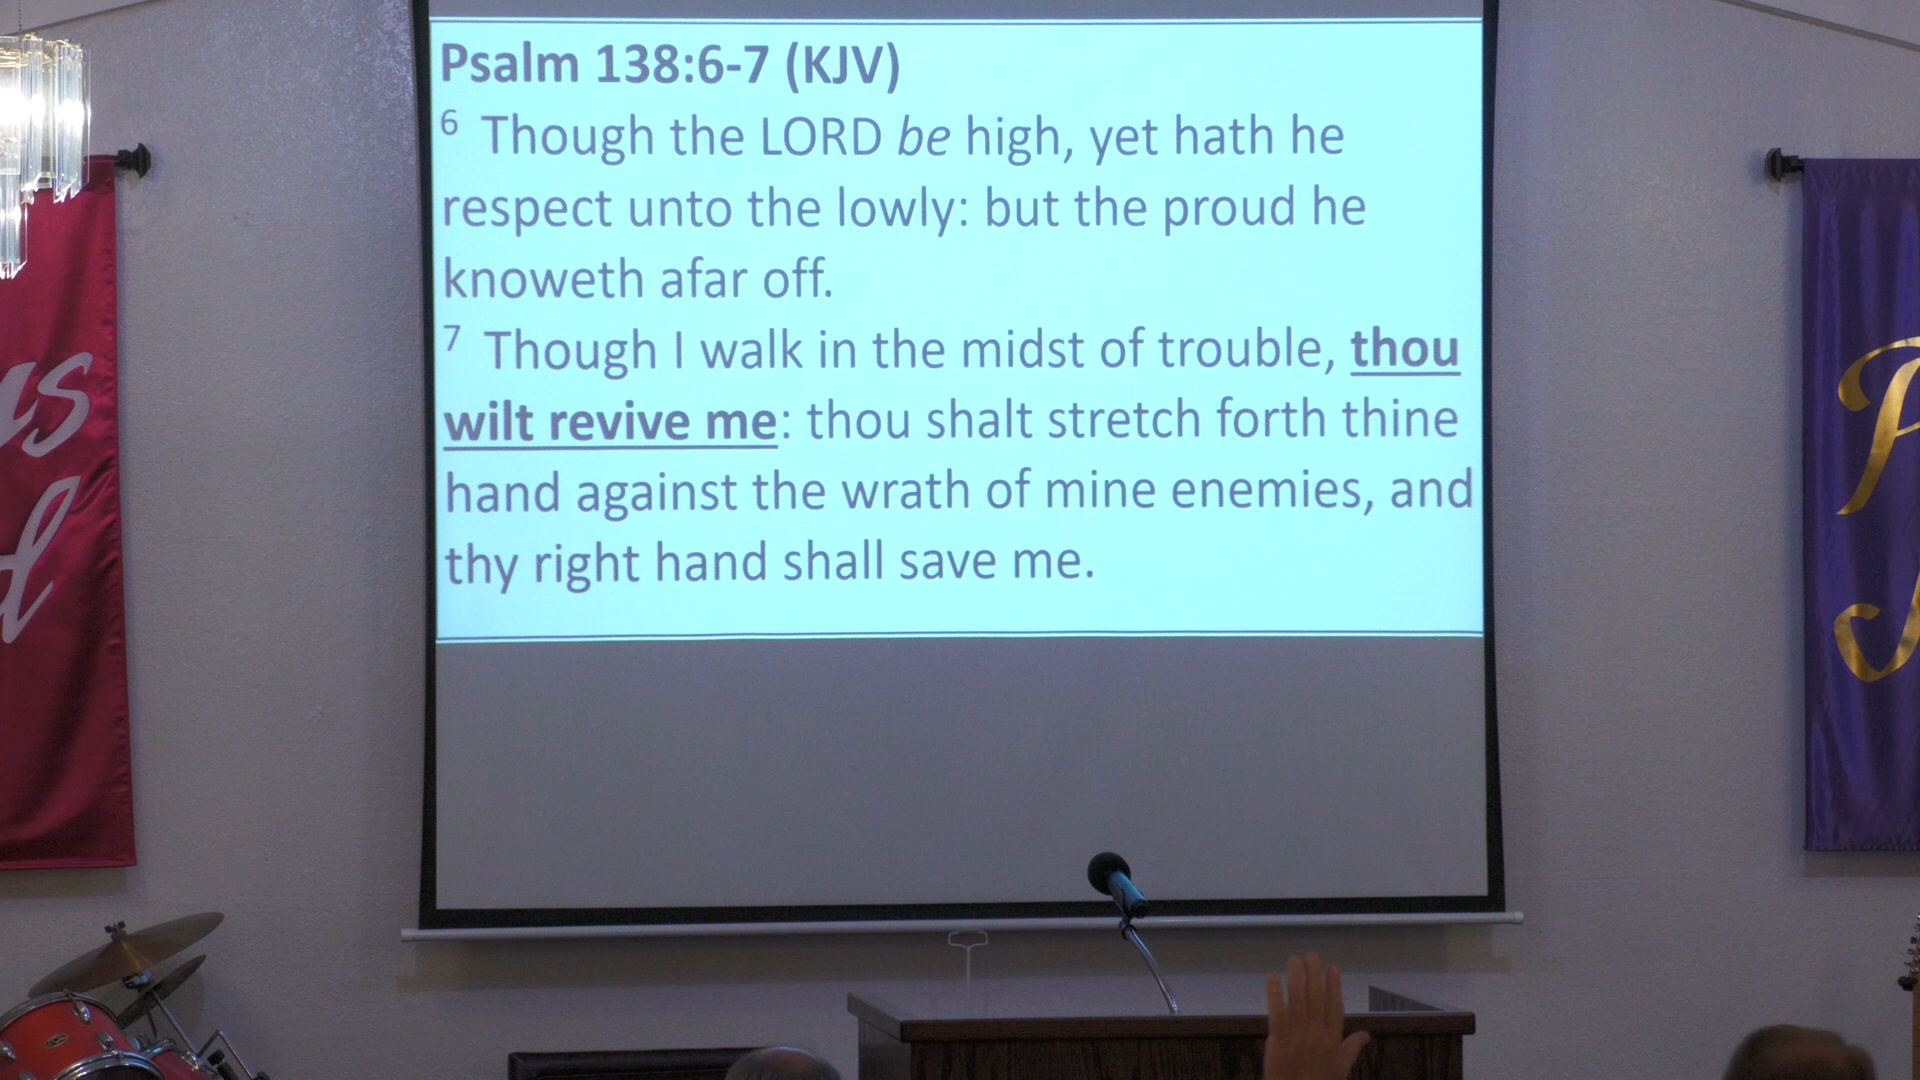 Psalm 138:6-7 (KJV)
6 Though the LORD be high, yet hath he
respect unto the lowly: but the proud he
knoweth afar off.
7 Though I walk in the midst of trouble, thou
wilt revive me: thou shalt stretch forth thine
hand against the wrath of mine enemies, and
thy right hand shall save me.
us
d